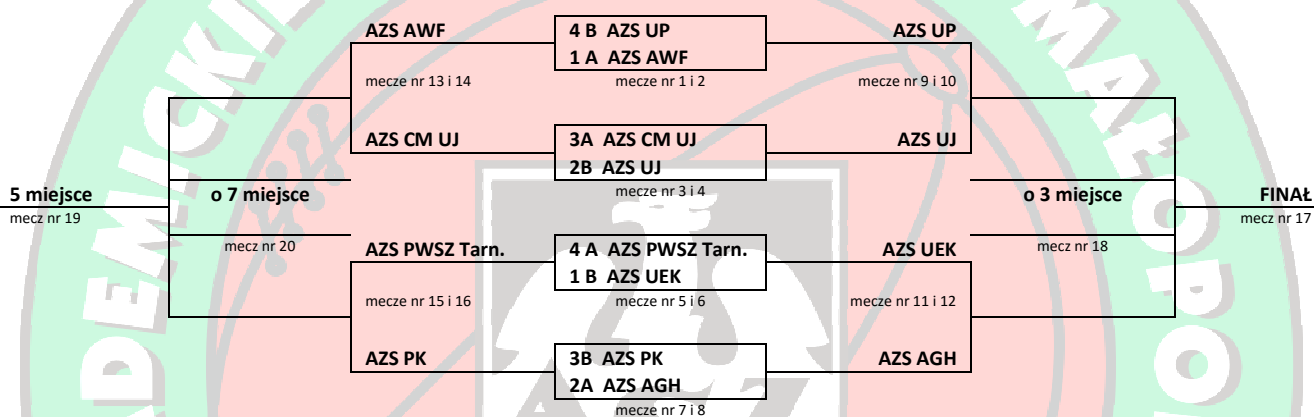 AZS AWF
4 B AZS UP
AZS UP
1 A AZS AWF
mecze nr 13 i 14
mecze nr 1 i 2
mecze nr 9 i 10
AZS CM UJ
3A AZS CM UJ
AZS UJ
2B AZS UJ
5 miejsce
o 7 miejsce
mecze nr 3 i 4
o 3 miejsce
FINAŁ
mecz nr 19
mecz nr 17
mecz nr 20
AZS PWSZ Tarn.
4 A AZS PWSZ Tarn.
AZS UEK
mecz nr 18
1 B AZS UEK
mecze nr 15 i 16
mecze nr 5 i 6
mecze nr 11 i 12
AZS PK
3B AZS PK
AZS AGH
2A AZS AGH
mecze nr 7 i 8